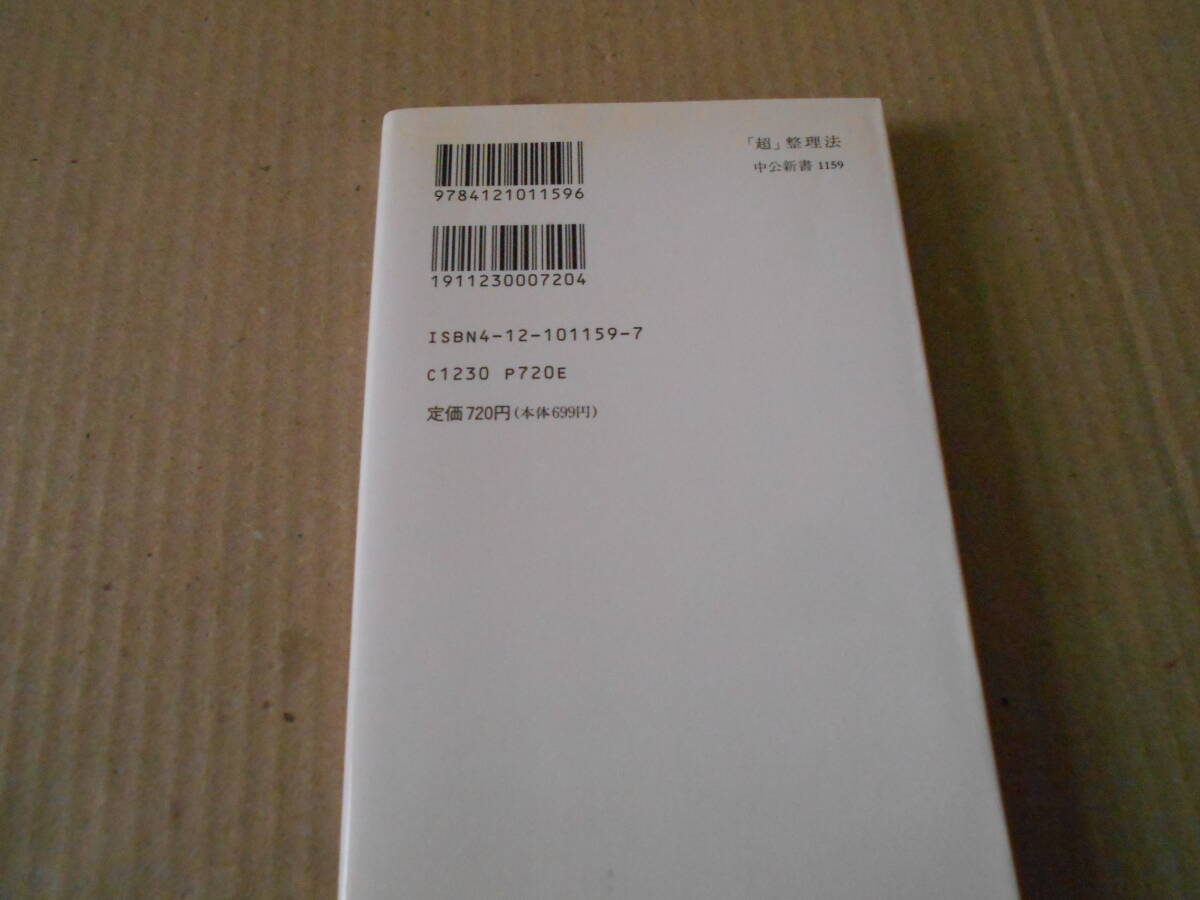 「超」整理法
中公新書 1159
9784121011596
1911230007204
ISBN4-12-101159-7
C1230 P720E
定価720円(本体699円)